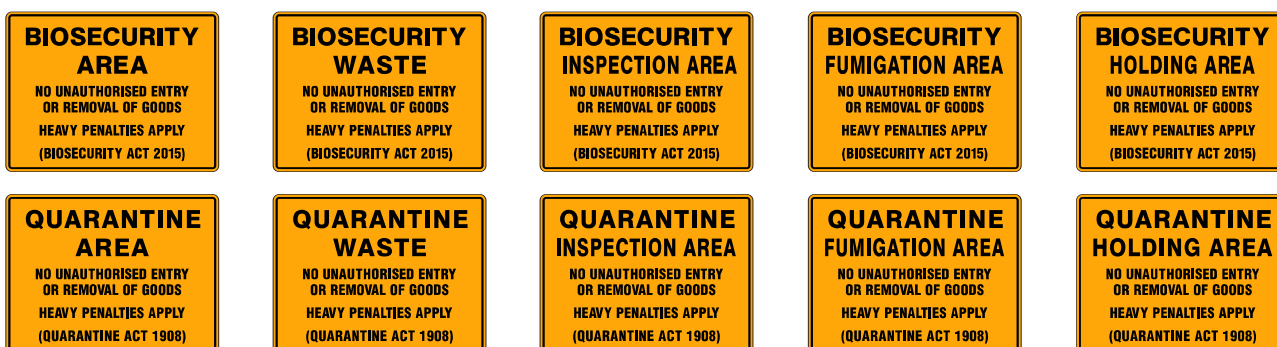 BIOSECURITY
AREA
NO UNAUTHORISED ENTRY
OR REMOVAL OF GOODS
HEAVY PENALTIES APPLY
(BIOSECURITY ACT 2015)
BIOSECURITY
WASTE
NO UNAUTHORISED ENTRY
OR REMOVAL OF GOODS
HEAVY PENALTIES APPLY
(BIOSECURITY ACT 2015)
BIOSECURITY
INSPECTION AREA
NO UNAUTHORISED ENTRY
OR REMOVAL OF GOODS
HEAVY PENALTIES APPLY
(BIOSECURITY ACT 2015)
BIOSECURITY
FUMIGATION AREA
NO UNAUTHORISED ENTRY
OR REMOVAL OF GOODS
HEAVY PENALTIES APPLY
(BIOSECURITY ACT 2015)
BIOSECURITY
HOLDING AREA
NO UNAUTHORISED ENTRY
OR REMOVAL OF GOODS
HEAVY PENALTIES APPLY
(BIOSECURITY ACT 2015)
QUARANTINE
AREA
NO UNAUTHORISED ENTRY
OR REMOVAL OF GOODS
HEAVY PENALTIES APPLY
(QUARANTINE ACT 1908)
QUARANTINE
WASTE
NO UNAUTHORISED ENTRY
OR REMOVAL OF GOODS
HEAVY PENALTIES APPLY
(QUARANTINE ACT 1908)
QUARANTINE
INSPECTION AREA
NO UNAUTHORISED ENTRY
OR REMOVAL OF GOODS
HEAVY PENALTIES APPLY
(QUARANTINE ACT 1908)
QUARANTINE
FUMIGATION AREA
NO UNAUTHORISED ENTRY
OR REMOVAL OF GOODS
HEAVY PENALTIES APPLY
(QUARANTINE ACT 1908)
QUARANTINE
HOLDING AREA
NO UNAUTHORISED ENTRY
OR REMOVAL OF GOODS
HEAVY PENALTIES APPLY
(QUARANTINE ACT 1908)